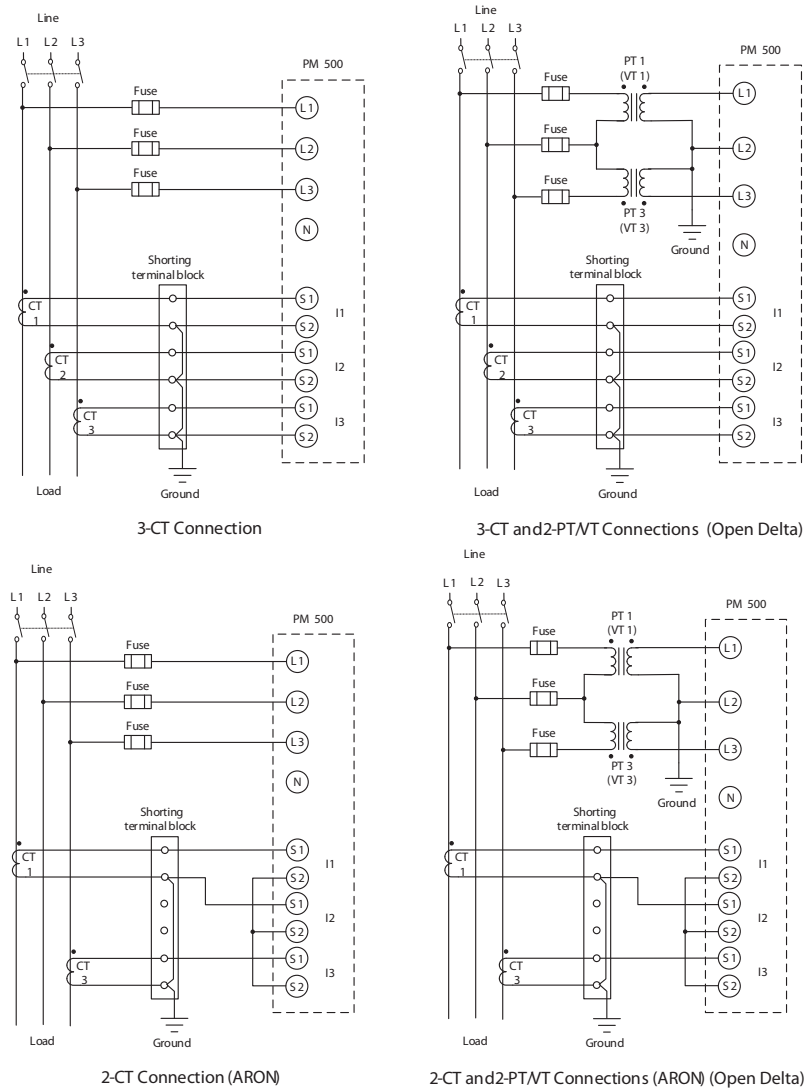 Line
L1 L2 L3
PM 500
Fuse
L1
Fuse
L2
Fuse
L3
N
Shorting
terminal block
S1
CT
1
I1
S2
S1
CT
2
I2
S2
S1
CT
3
I3
S2
Load
Ground
3-CT Connection
Line
L1 L2 L3
PM 500
PT 1
(VT 1)
Fuse
L1
Fuse
L2
Fuse
L3
PT 3
(VT 3)
Ground
N
Shorting
terminal block
S1
CT
1
I1
S2
S1
CT
2
I2
S2
S1
CT
3
I3
S2
Load
Ground
3-CT and2-PT/VT Connections (Open Delta)
Line
L1 L2 L3
PM 500
Fuse
L1
Fuse
L2
Fuse
L3
N
Shorting
terminal block
S1
CT
1
I1
S2
S1
I2
S2
S1
CT
3
I3
S2
Load
Ground
2-CT Connection (ARON)
Line
L1 L2 L3
PM 500
PT 1
(VT 1)
Fuse
L1
Fuse
L2
Fuse
L3
PT 3
(VT 3)
Ground
N
Shorting
terminal block
S1
CT
1
I1
S2
S1
I2
S2
S1
CT
3
I3
S2
Load
Ground
2-CT and2-PT/VT Connections (ARON) (Open Delta)